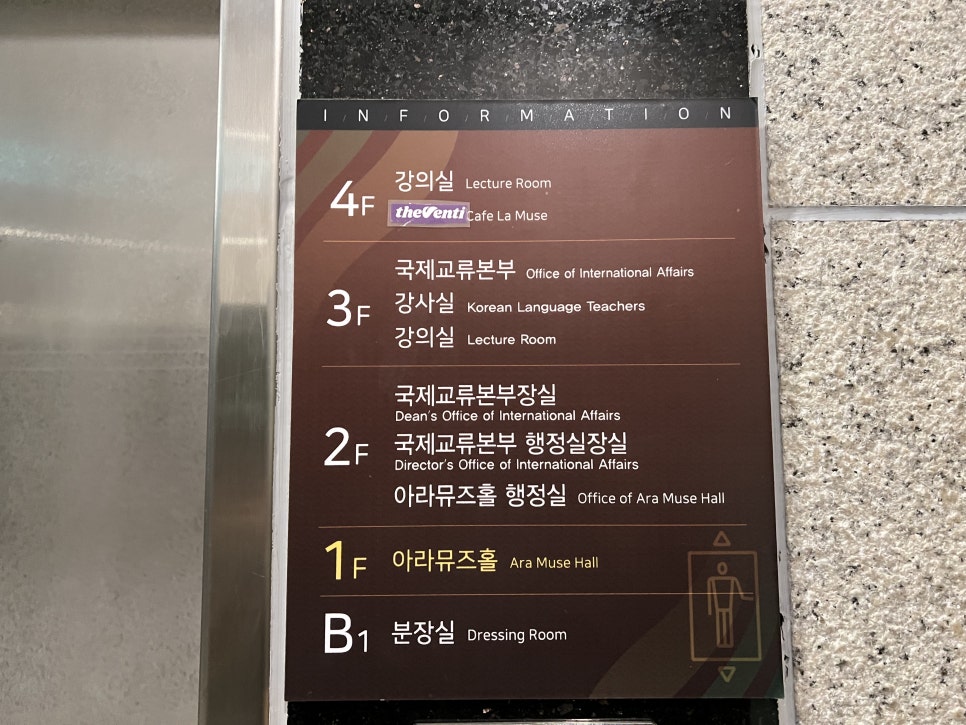 INFORMATION
4F 강의실 Lecture Room
theVenti Cafe La Muse
3F 국제교류본부 Office of International Affairs
강사실 Korean Language Teachers
강의실 Lecture Room
2F 국제교류본부장실
Dean's Office of International Affairs
국제교류본부 행정실장실
Director's Office of International Affairs
아라뮤즈홀 행정실 Office of Ara Muse Hall
1F 아라뮤즈홀 Ara Muse Hall
B1 분장실 Dressing Room